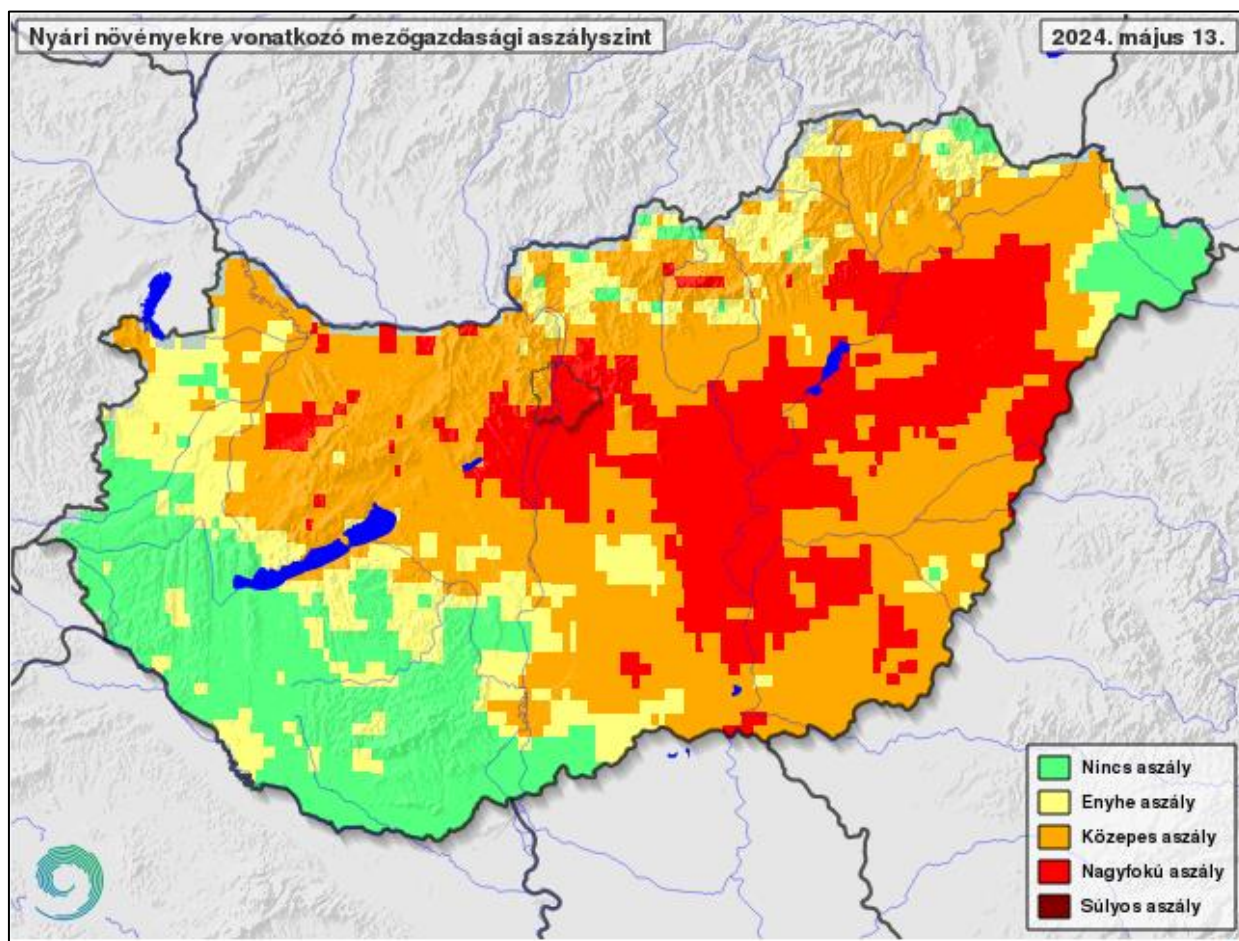 Nyári növényekre vonatkozó mezőgazdasági aszályszint
2024. május 13.
Nincs aszály
Enyhe aszály
Közepes aszály
Nagyfokú aszály
Súlyos aszály